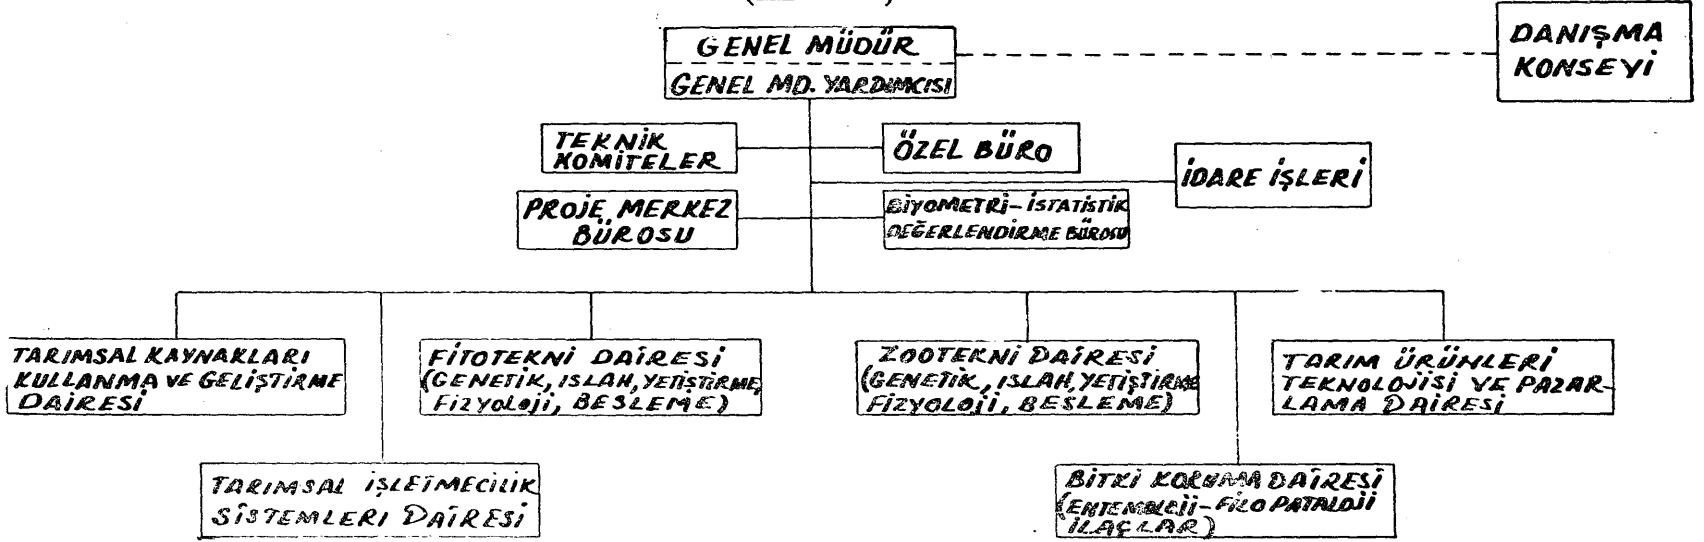 GENEL MÜDÜR
GENEL MD. YARDIMCISI
DANIŞMA
KONSEYİ
TEKNİK
KOMİTELER
ÖZEL BÜRO
İDARE İŞLERİ
PROJE MERKEZ
BÜROSU
BİYOMETRİ-İSTATİSTİK
DEĞERLENDİRME BÜROSU
TARIMSAL KAYNAKLARI
KULLANMA VE GELİŞTİRME
DAİRESİ
FİTOTEKNİ DAİRESİ
(GENETİK, ISLAH, YETİŞTİRME,
FİZYOLOJİ, BESLEME)
ZOOTEKNİ DAİRESİ
(GENETİK, ISLAH, YETİŞTİRME
FİZYOLOJİ, BESLEME)
TARIM ÜRÜNLERİ
TEKNOLOJİSİ VE PAZAR-
LAMA DAİRESİ
TARIMSAL İŞLETMECİLİK
SİSTEMLERİ DAİRESİ
BİTKİ KORUMA DAİRESİ
(ENTEMOLOJİ-FİLO PATALOJİ
İLAÇLAR)